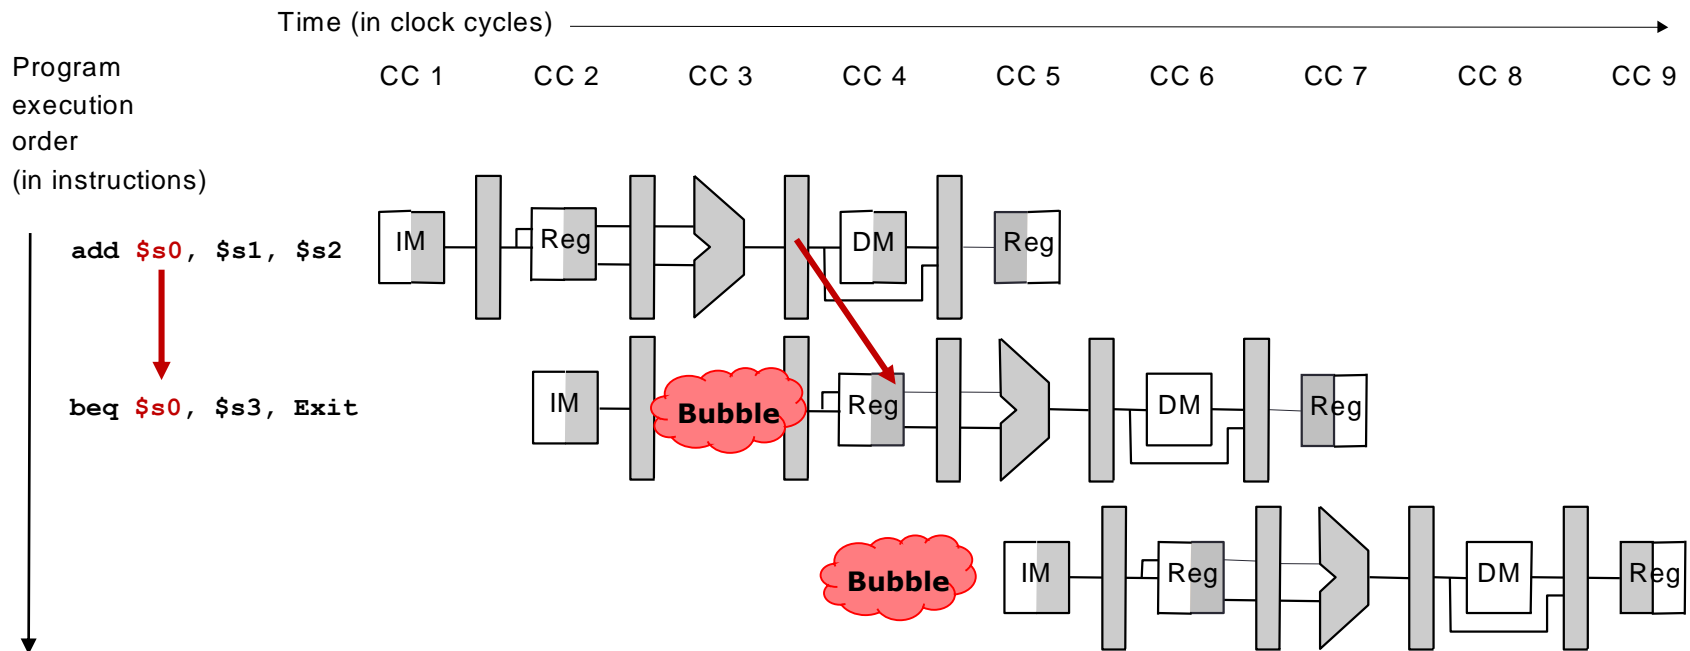 Time (in clock cycles)
Program
execution
order
(in instructions)
CC 1 CC 2 CC 3 CC 4 CC 5 CC 6 CC 7 CC 8 CC 9
add $s0, $s1, $s2
IM Reg DM Reg
beq $s0, $s3, Exit
IM Bubble Reg DM Reg
Bubble IM Reg DM Reg